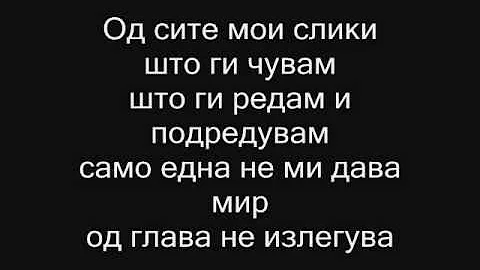 Од сите мои слики
што ги чувам
што ги редам и
подредувам
само една не ми дава
мир
од глава не излегува